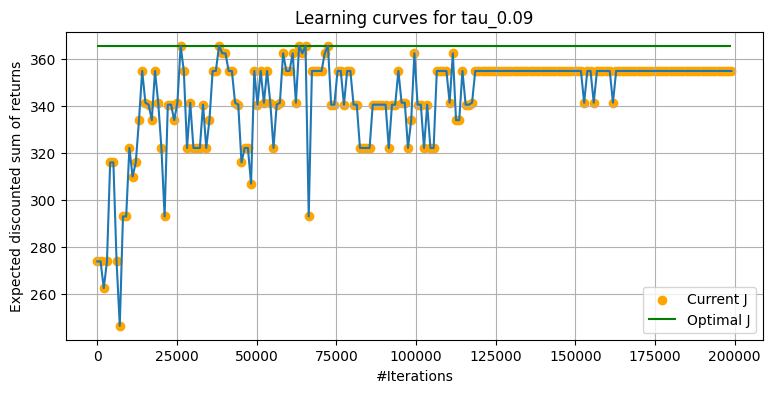 Learning curves for tau_0.09
Expected discounted sum of returns
360
340
320
300
280
260
0 25000 50000 75000 100000 125000 150000 175000 200000
#Iterations
Current J
Optimal J